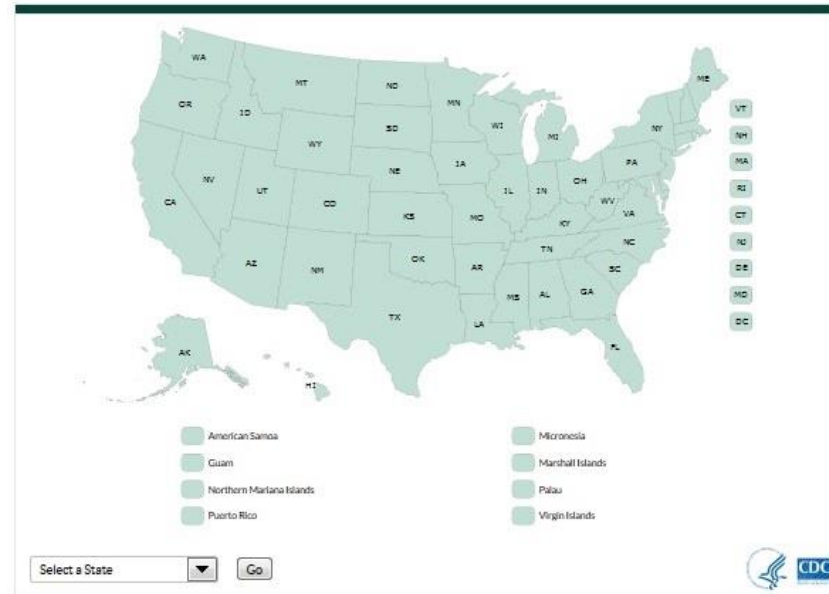 WA
MT
ND
MN
ME
OR
ID
SD
WI
MI
NY
VT
NH
MA
RI
CT
NJ
DE
MD
DC
WY
IA
PA
NE
NV
UT
CO
IL
IN
OH
WV
VA
CA
KS
MO
KY
NC
TN
AZ
NM
OK
AR
SC
MS
AL
GA
TX
LA
FL
AK
HI
American Samoa
Micronesia
Guam
Marshall Islands
Northern Mariana Islands
Palau
Puerto Rico
Virgin Islands
Select a State
Go
CDC